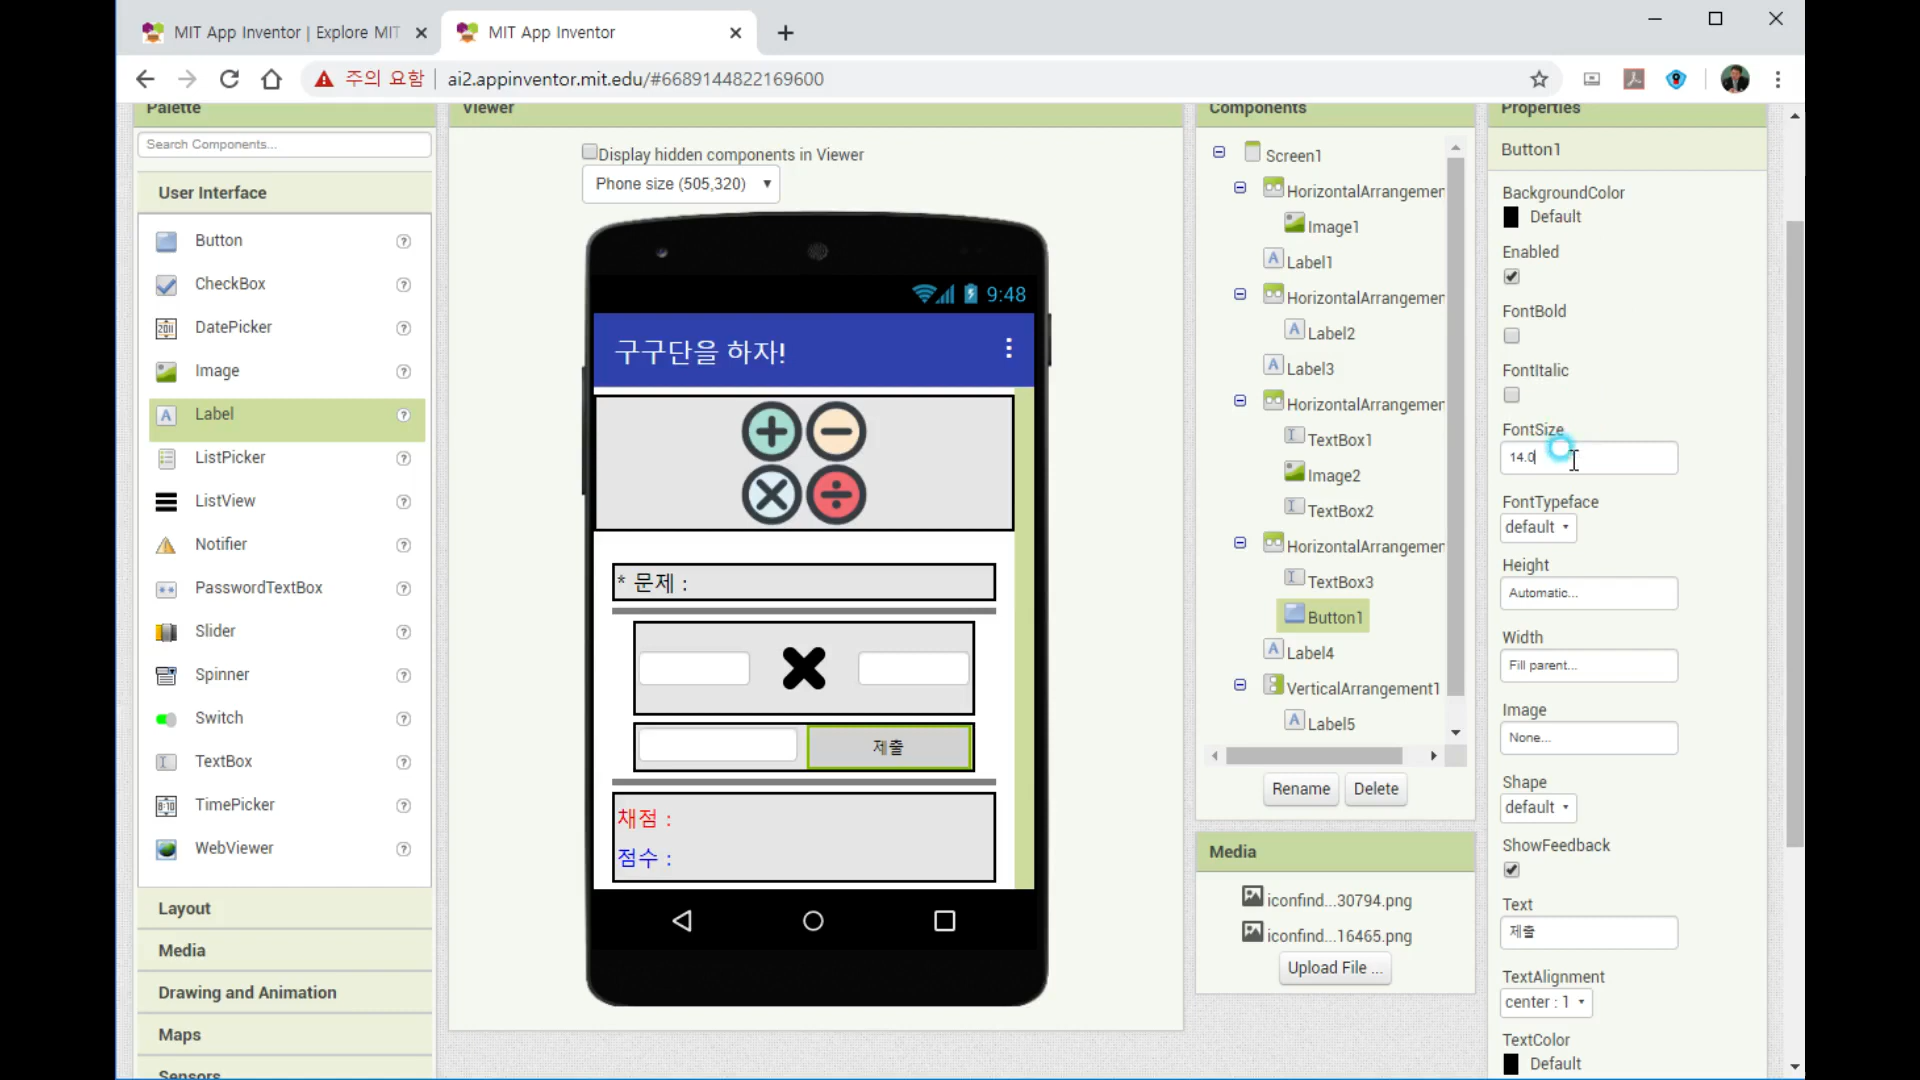 MIT App Inventor | Explore MIT
MIT App Inventor
주의 요함
ai2.appinventor.mit.edu/#6689144822169600
Palette
Viewer
Components
Properties
Search Components...
User Interface
Button
CheckBox
DatePicker
Image
Label
ListPicker
ListView
Notifier
PasswordTextBox
Slider
Spinner
Switch
TextBox
TimePicker
WebViewer
Layout
Media
Drawing and Animation
Maps
Sensors
Display hidden components in Viewer
Phone size (505,320)
9:48
구구단을 하자!
* 문제 :
제출
채점 :
점수 :
Screen1
HorizontalArrangemer
Image1
Label1
HorizontalArrangemer
Label2
Label3
HorizontalArrangemer
TextBox1
Image2
TextBox2
HorizontalArrangemer
TextBox3
Button1
Label4
VerticalArrangement1
Label5
Rename
Delete
Media
iconfind...30794.png
iconfind...16465.png
Upload File ...
Button1
BackgroundColor
Default
Enabled
FontBold
FontItalic
FontSize
14.0
FontTypeface
default
Height
Automatic...
Width
Fill parent...
Image
None...
Shape
default
ShowFeedback
Text
제출
TextAlignment
center : 1
TextColor
Default